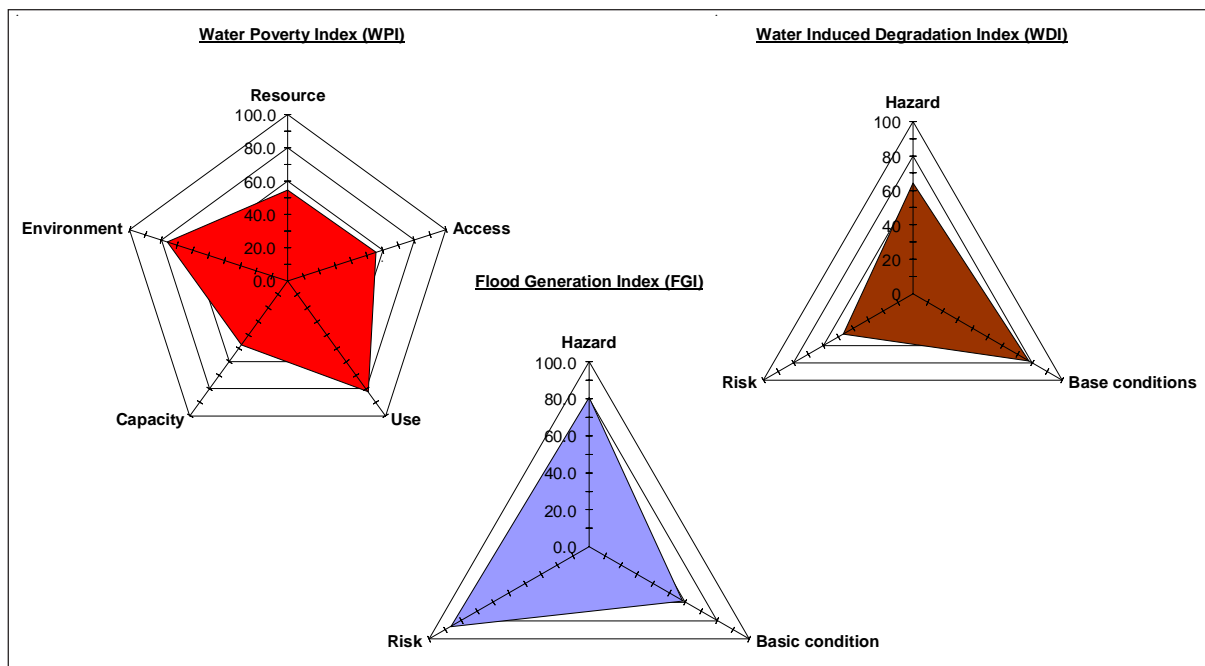 Water Poverty Index (WPI)
Resource
100.0
80.0
60.0
40.0
20.0
0.0
Environment
Access
Capacity
Use
Water Induced Degradation Index (WDI)
Hazard
100
80
60
40
20
0
Risk
Base conditions
Flood Generation Index (FGI)
Hazard
100.0
80.0
60.0
40.0
20.0
0.0
Risk
Basic condition